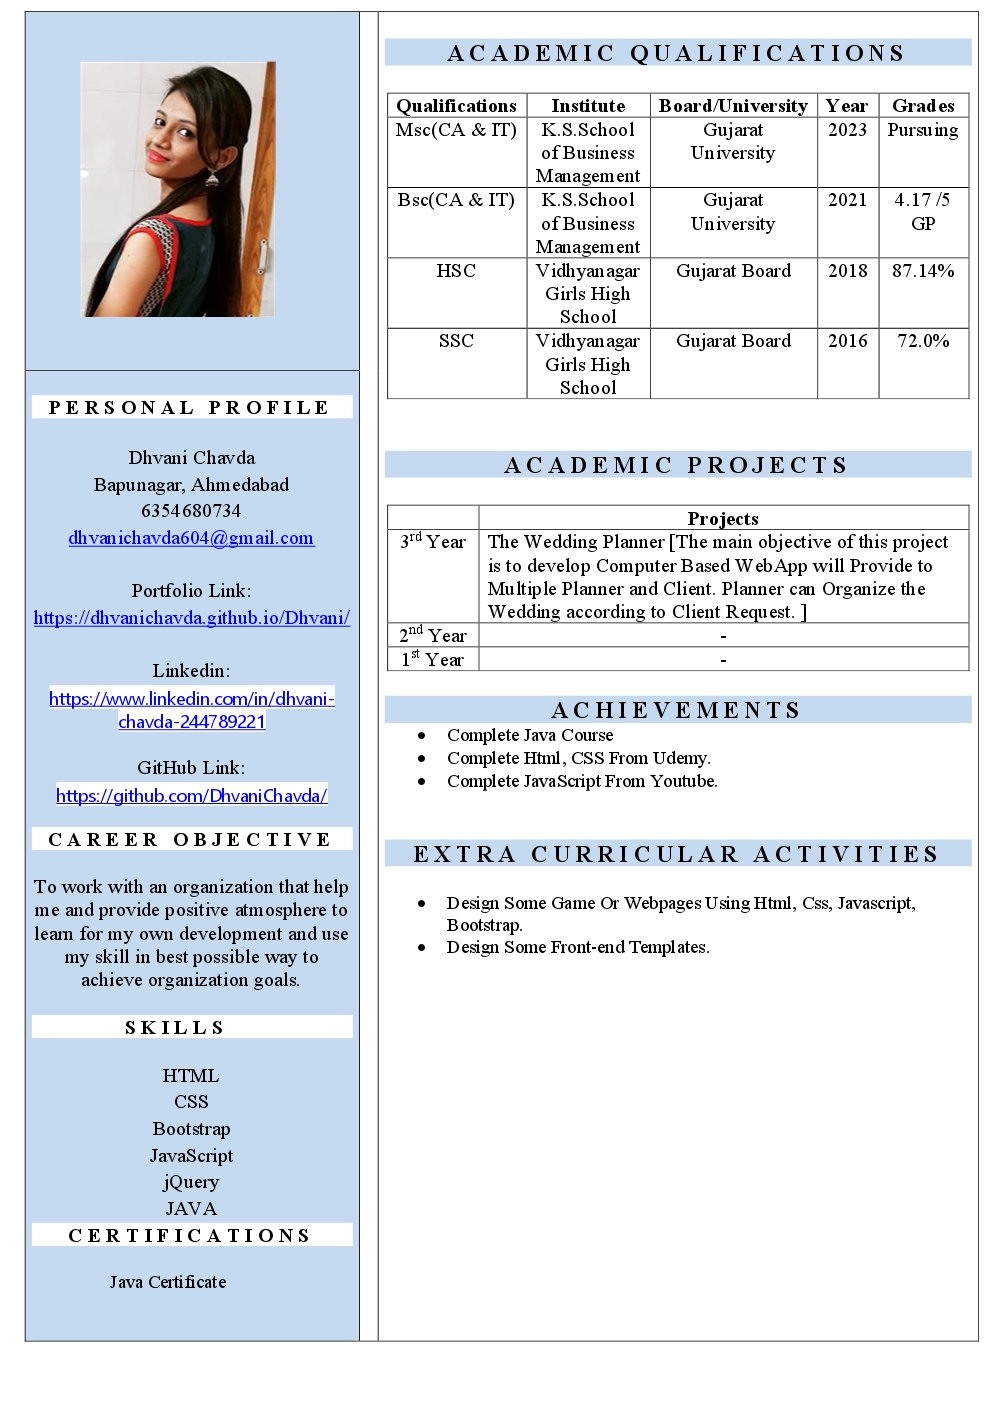 PERSONAL PROFILE
Dhvani Chavda
Bapunagar, Ahmedabad
6354680734
dhvanichavda604@gmail.com
Portfolio Link:
https://dhvanichavda.github.io/Dhvani/
Linkedin:
https://www.linkedin.com/in/dhvani-
chavda-244789221
GitHub Link:
https://github.com/DhvaniChavda/
CAREER OBJECTIVE
To work with an organization that help
me and provide positive atmosphere to
learn for my own development and use
my skill in best possible way to
achieve organization goals.
SKILLS
HTML
CSS
Bootstrap
JavaScript
jQuery
JAVA
CERTIFICATIONS
Java Certificate
ACADEMIC QUALIFICATIONS
Qualifications Institute Board/University Year Grades
Msc(CA & IT) K.S.School Gujarat 2023 Pursuing
of Business University
Management
Bsc(CA & IT) K.S.School Gujarat 2021 4.17 /5
of Business University GP
Management
HSC Vidhyanagar Gujarat Board 2018 87.14%
Girls High
School
SSC Vidhyanagar Gujarat Board 2016 72.0%
Girls High
School
ACADEMIC PROJECTS
Projects
3rd Year The Wedding Planner [The main objective of this project
is to develop Computer Based WebApp will Provide to
Multiple Planner and Client. Planner can Organize the
Wedding according to Client Request. ]
2nd Year -
1st Year -
ACHIEVEMENTS
• Complete Java Course
• Complete Html, CSS From Udemy.
• Complete JavaScript From Youtube.
EXTRA CURRICULAR ACTIVITIES
• Design Some Game Or Webpages Using Html, Css, Javascript,
Bootstrap.
• Design Some Front-end Templates.